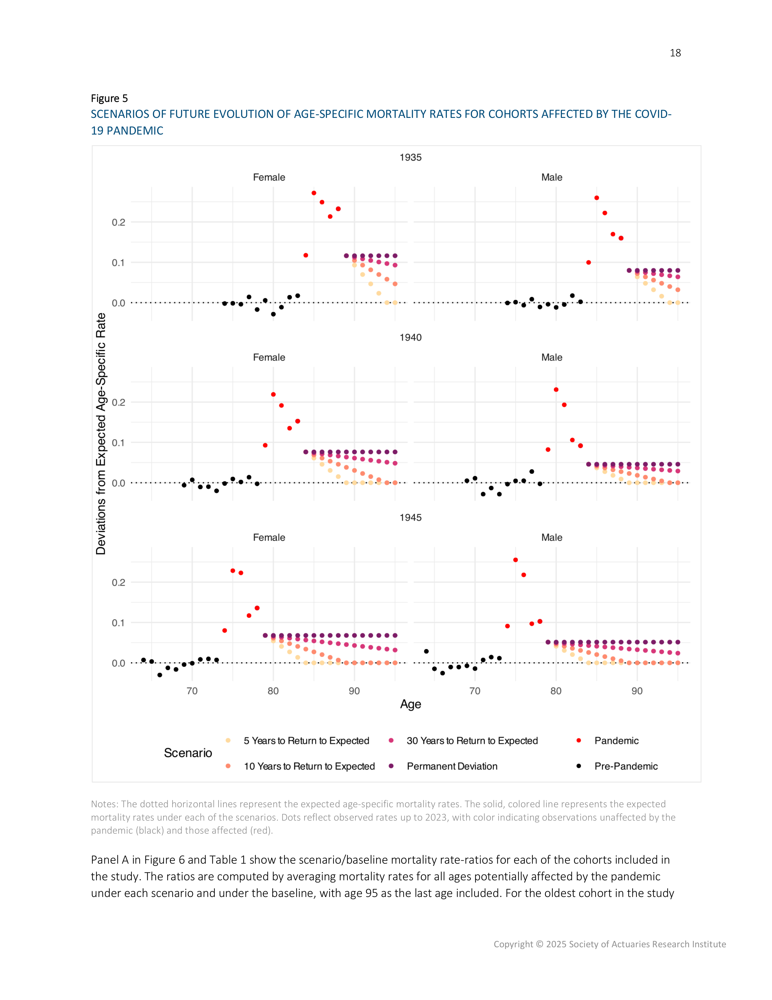 18
Figure 5
SCENARIOS OF FUTURE EVOLUTION OF AGE-SPECIFIC MORTALITY RATES FOR COHORTS AFFECTED BY THE COVID-
19 PANDEMIC
1935
Female Male
0.2
0.1
0.0
1940
Female Male
0.2
0.1
0.0
Deviations from Expected Age-Specific Rate
1945
Female Male
0.2
0.1
0.0
70 80 90 70 80 90
Age
Scenario
5 Years to Return to Expected 30 Years to Return to Expected Pandemic
10 Years to Return to Expected Permanent Deviation Pre-Pandemic
Notes: The dotted horizontal lines represent the expected age-specific mortality rates. The solid, colored line represents the expected
mortality rates under each of the scenarios. Dots reflect observed rates up to 2023, with color indicating observations unaffected by the
pandemic (black) and those affected (red).
Panel A in Figure 6 and Table 1 show the scenario/baseline mortality rate-ratios for each of the cohorts included in
the study. The ratios are computed by averaging mortality rates for all ages potentially affected by the pandemic
under each scenario and under the baseline, with age 95 as the last age included. For the oldest cohort in the study
Copyright © 2025 Society of Actuaries Research Institute